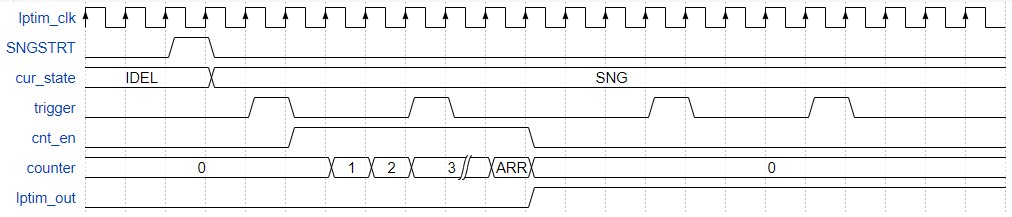 lptim_clk
SNGSTRT
cur_state IDEL SNG
trigger
cnt_en
counter 0 1 2 3 ARR 0
lptim_out